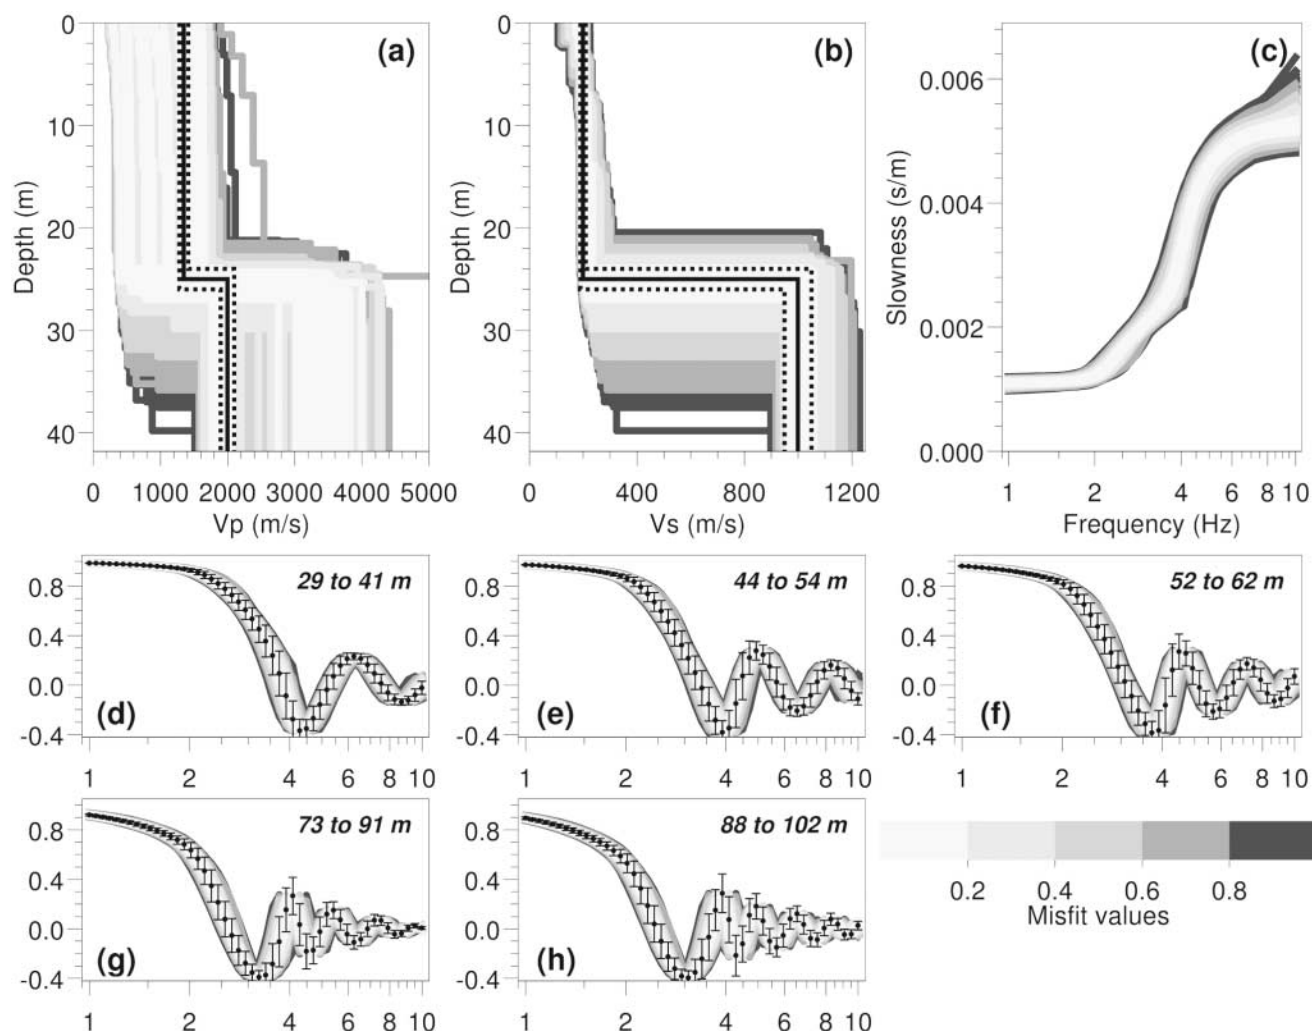 (a)
0
10
20
30
40
Depth (m)
0 1000 2000 3000 4000 5000
Vp (m/s)
(b)
0
10
20
30
40
Depth (m)
400 800 1200
Vs (m/s)
(c)
0.006
0.004
0.002
0.000
Slowness (s/m)
1 2 4 6 8 10
Frequency (Hz)
29 to 41 m
0.8
0.4
0.0
-0.4
(d)
1 2 4 6 8 10
44 to 54 m
0.8
0.4
0.0
-0.4
(e)
1 2 4 6 8 10
52 to 62 m
0.8
0.4
0.0
-0.4
(f)
1 2 4 6 8 10
73 to 91 m
0.8
0.4
0.0
-0.4
(g)
1 2 4 6 8 10
88 to 102 m
0.8
0.4
0.0
-0.4
(h)
1 2 4 6 8 10
0.2 0.4 0.6 0.8
Misfit values